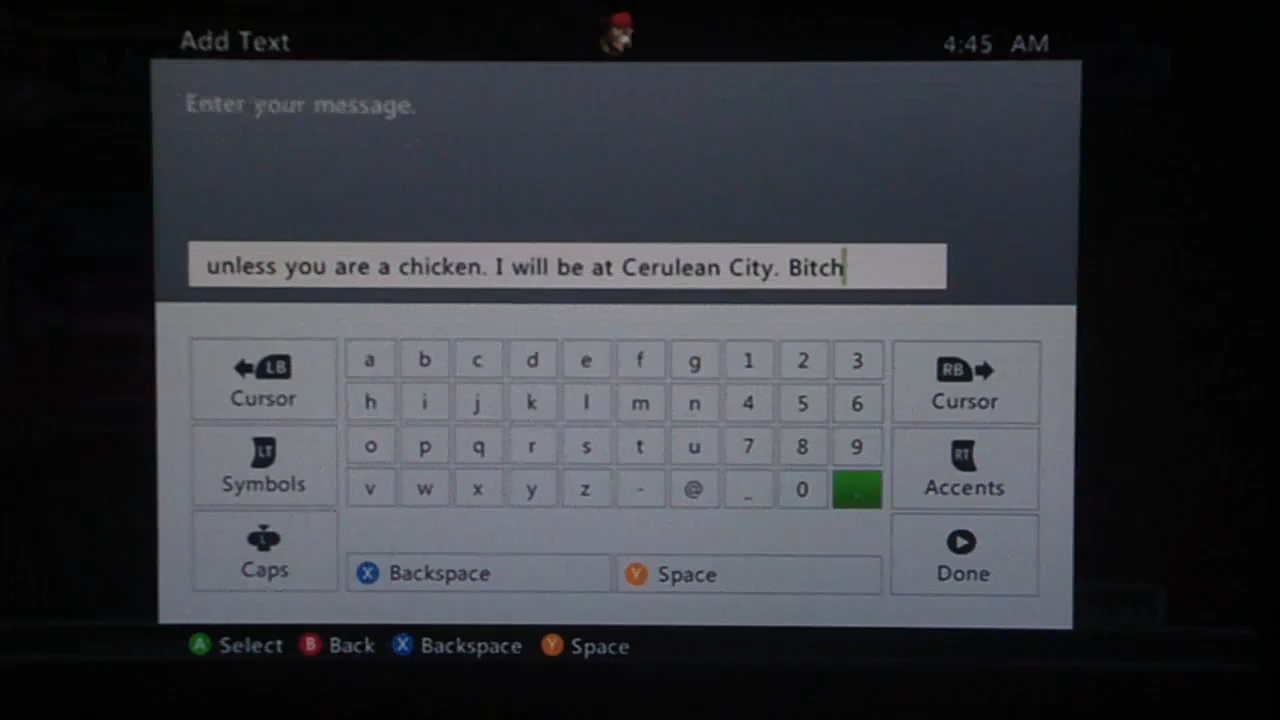 Add Text
4:45 AM
Enter your message.
unless you are a chicken. I will be at Cerulean City. Bitch
LB
Cursor
a b c d e f g 1 2 3
RB
Cursor
h i j k l m n 4 5 6
LT
Symbols
o p q r s t u 7 8 9
RT
Accents
v w x y z - @ _ 0 .
L
Caps
X Backspace
Y Space
Done
A Select B Back X Backspace Y Space